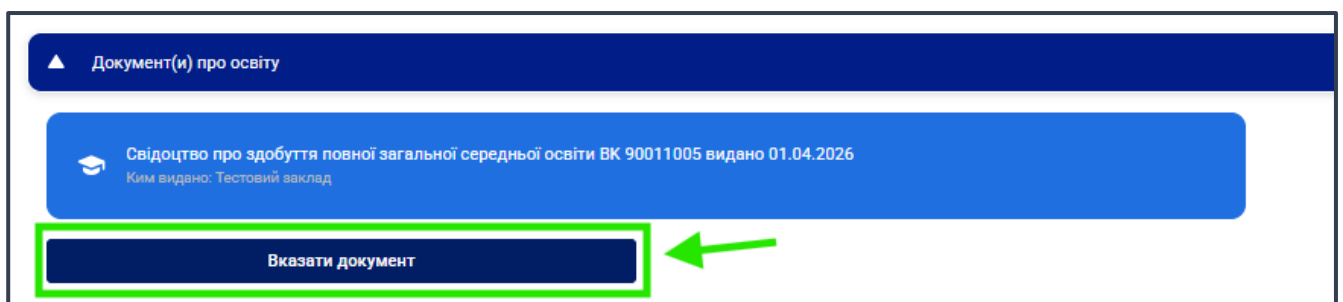 Документ(и) про освіту
Свідоцтво про здобуття повної загальної середньої освіти ВК 90011005 видано 01.04.2026
Ким видано: Тестовий заклад
Вказати документ